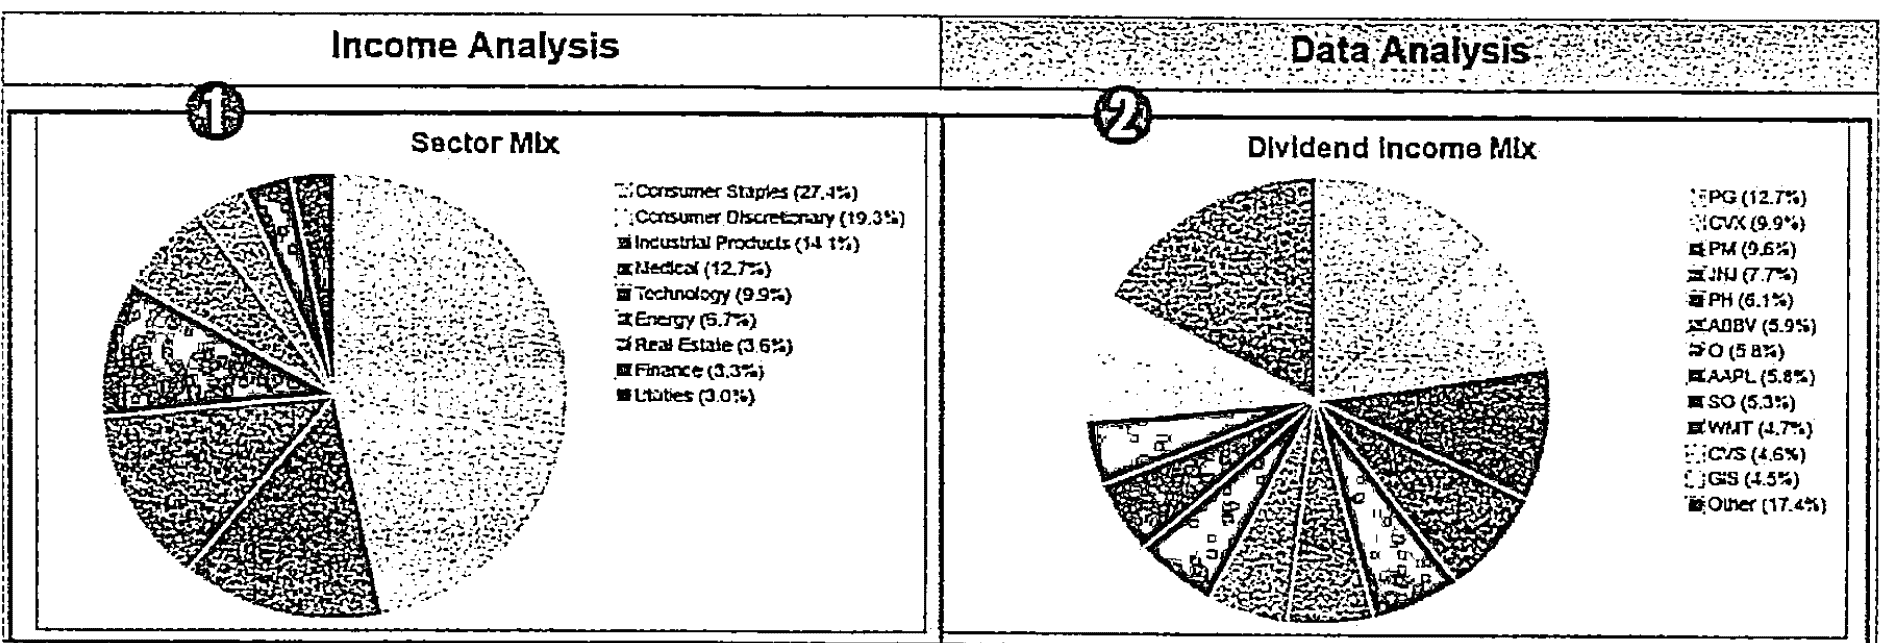 Income Analysis
Data Analysis
1
2
Sector Mix
Consumer Staples (27.4%)
Consumer Discretionary (19.3%)
Industrial Products (14.1%)
Medical (12.7%)
Technology (9.9%)
Energy (6.7%)
Real Estate (3.6%)
Finance (3.3%)
Utilities (3.0%)
Dividend Income Mix
PG (12.7%)
CVX (9.9%)
PM (9.6%)
JNJ (7.7%)
PH (6.1%)
ABBV (5.9%)
O (5.8%)
AAPL (5.8%)
SO (5.3%)
WMT (4.7%)
CVS (4.6%)
GIS (4.5%)
Other (17.4%)